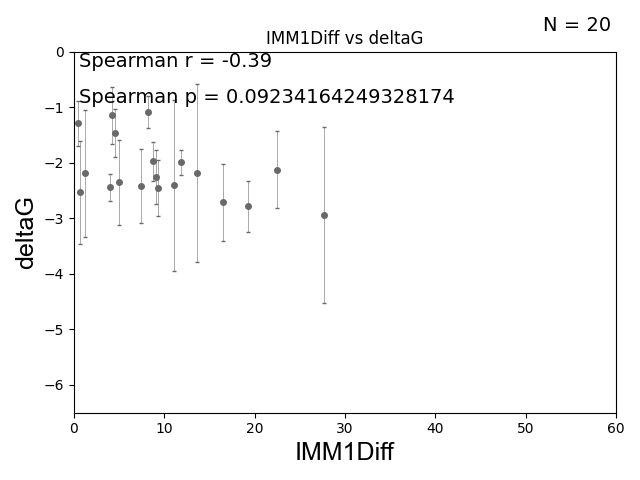 N = 20
IMM1Diff vs deltaG
Spearman r = -0.39
Spearman p = 0.09234164249328174
deltaG
0
−1
−2
−3
−4
−5
−6
0 10 20 30 40 50 60
IMM1Diff